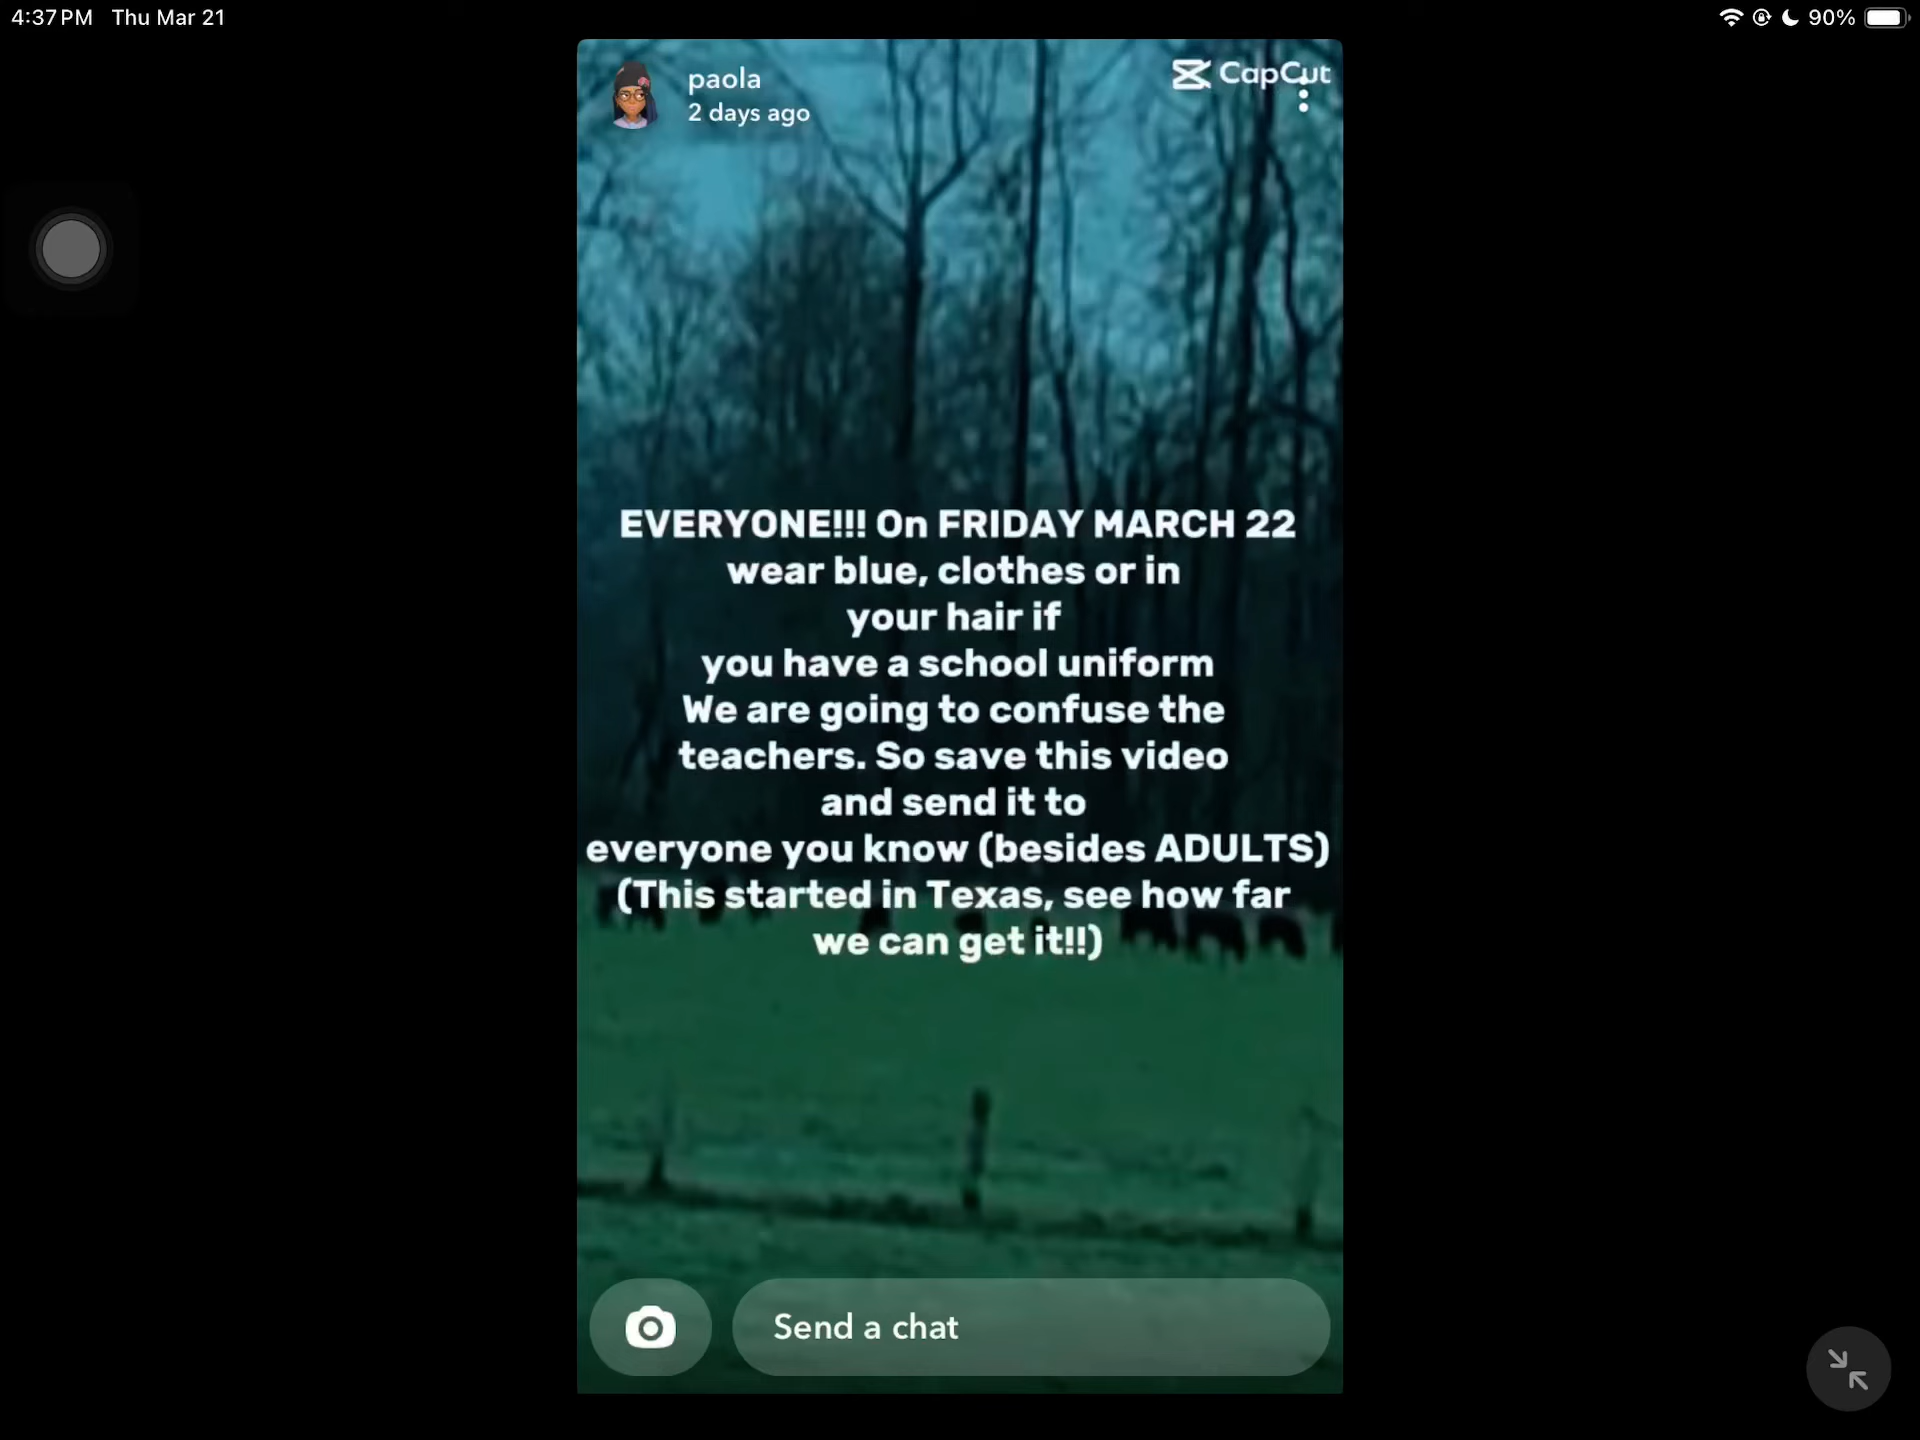 4:37 PM Thu Mar 21
90%
paola
2 days ago
CapCut
EVERYONE!!! On FRIDAY MARCH 22
wear blue, clothes or in
your hair if
you have a school uniform
We are going to confuse the
teachers. So save this video
and send it to
everyone you know (besides ADULTS)
(This started in Texas, see how far
we can get it!!)
Send a chat